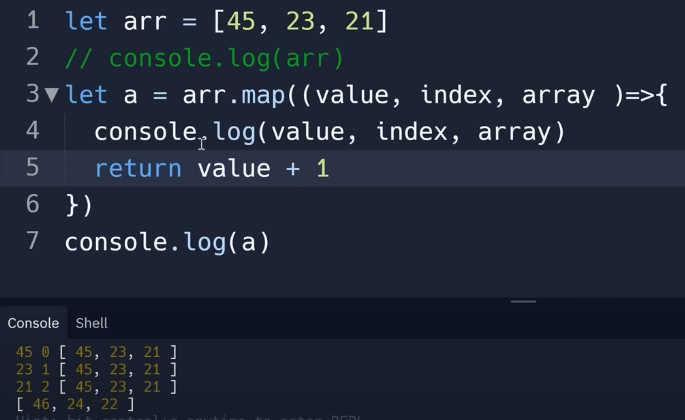 1 let arr = [45, 23, 21]
2 // console.log(arr)
3 let a = arr.map((value, index, array )=>{
4 console.log(value, index, array)
5 return value + 1
6 })
7 console.log(a)
Console Shell
45 0 [ 45, 23, 21 ]
23 1 [ 45, 23, 21 ]
21 2 [ 45, 23, 21 ]
[ 46, 24, 22 ]